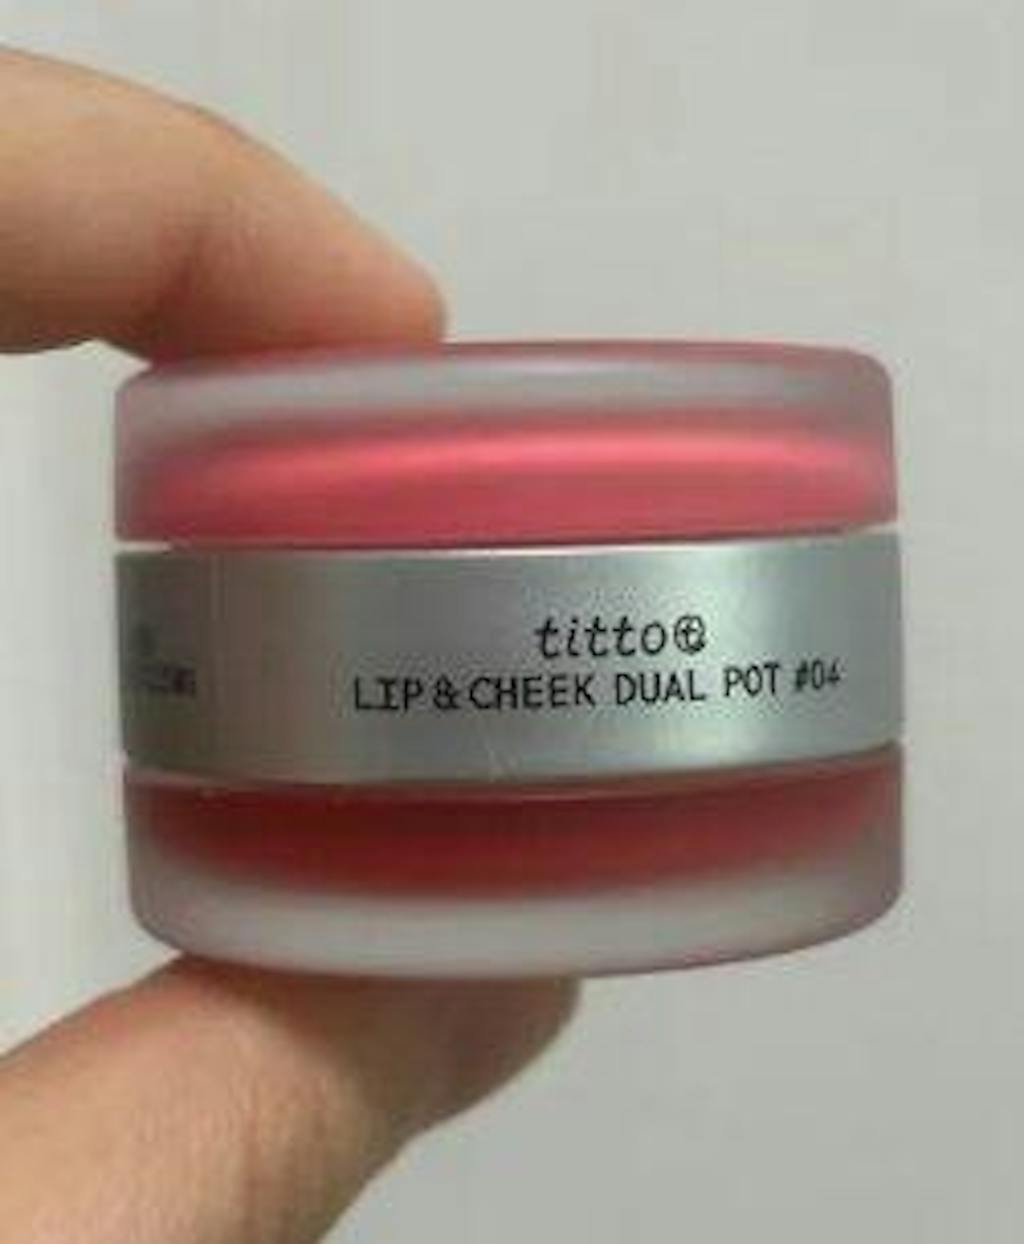 titto
LIP & CHEEK DUAL POT #04